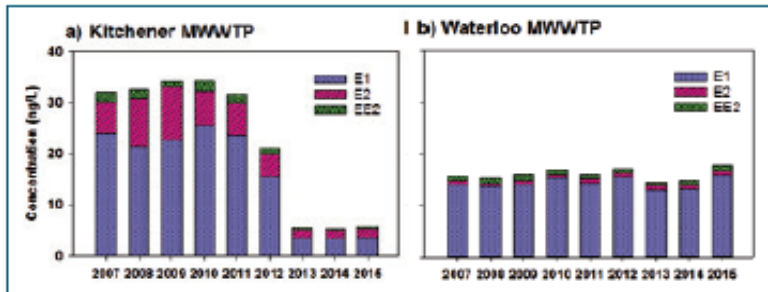 a) Kitchener MWWTP
b) Waterloo MWWTP
40
30
20
10
0
Concentration (ng/L)
E1
E2
EE2
E1
E2
EE2
2007 2008 2009 2010 2011 2012 2013 2014 2015
2007 2008 2009 2010 2011 2012 2013 2014 2015